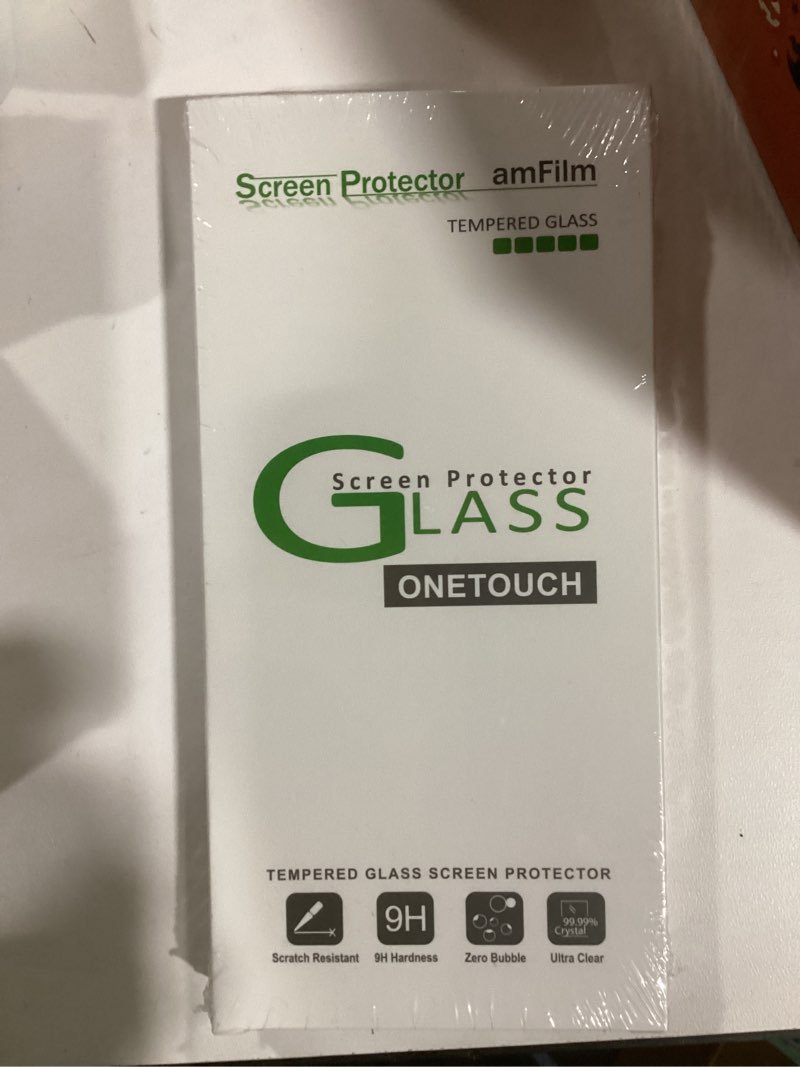 Screen Protector amFilm
TEMPERED GLASS
Screen Protector
GLASS
ONETOUCH
TEMPERED GLASS SCREEN PROTECTOR
9H
99.99%
Crystal
Scratch Resistant 9H Hardness Zero Bubble Ultra Clear